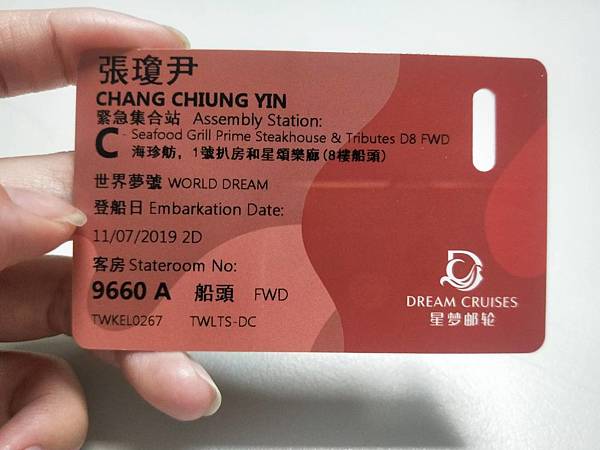 張瓊尹
CHANG CHIUNG YIN
緊急集合站 Assembly Station:
C - Seafood Grill Prime Steakhouse & Tributes D8 FWD
海珍舫，1號扒房和星頌樂廊(8樓船頭)
世界夢號 WORLD DREAM
登船日 Embarkation Date:
11/07/2019 2D
客房 Stateroom No:
9660 A 船頭 FWD
TWKEL0267 TWLTS-DC
DREAM CRUISES
星梦邮轮